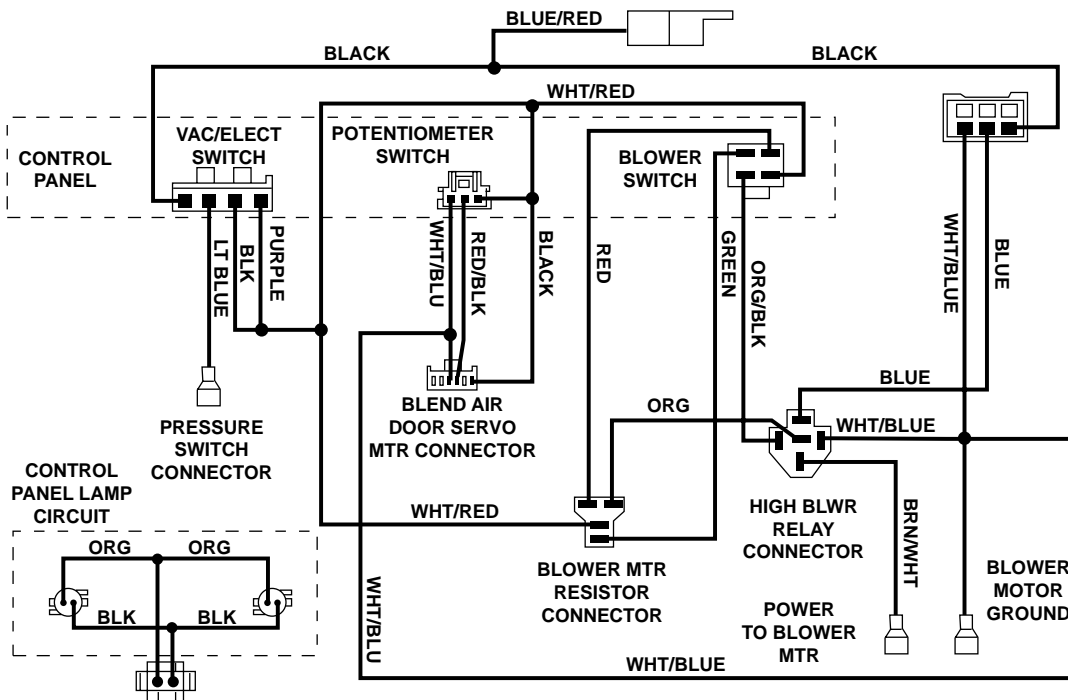 BLUE/RED
BLACK
BLACK
WHT/RED
CONTROL
PANEL
VAC/ELECT
SWITCH
POTENTIOMETER
SWITCH
BLOWER
SWITCH
LT BLUE
BLK
PURPLE
WHT/BLU
RED/BLK
BLACK
RED
GREEN
ORG/BLK
WHT/BLUE
BLUE
PRESSURE
SWITCH
CONNECTOR
BLEND AIR
DOOR SERVO
MTR CONNECTOR
ORG
BLUE
WHT/BLUE
HIGH BLWR
RELAY
CONNECTOR
BRN/WHT
WHT/RED
BLOWER MTR
RESISTOR
CONNECTOR
CONTROL
PANEL LAMP
CIRCUIT
ORG
ORG
BLK
BLK
WHT/BLU
POWER
TO BLOWER
MTR
BLOWER
MOTOR
GROUND
WHT/BLUE